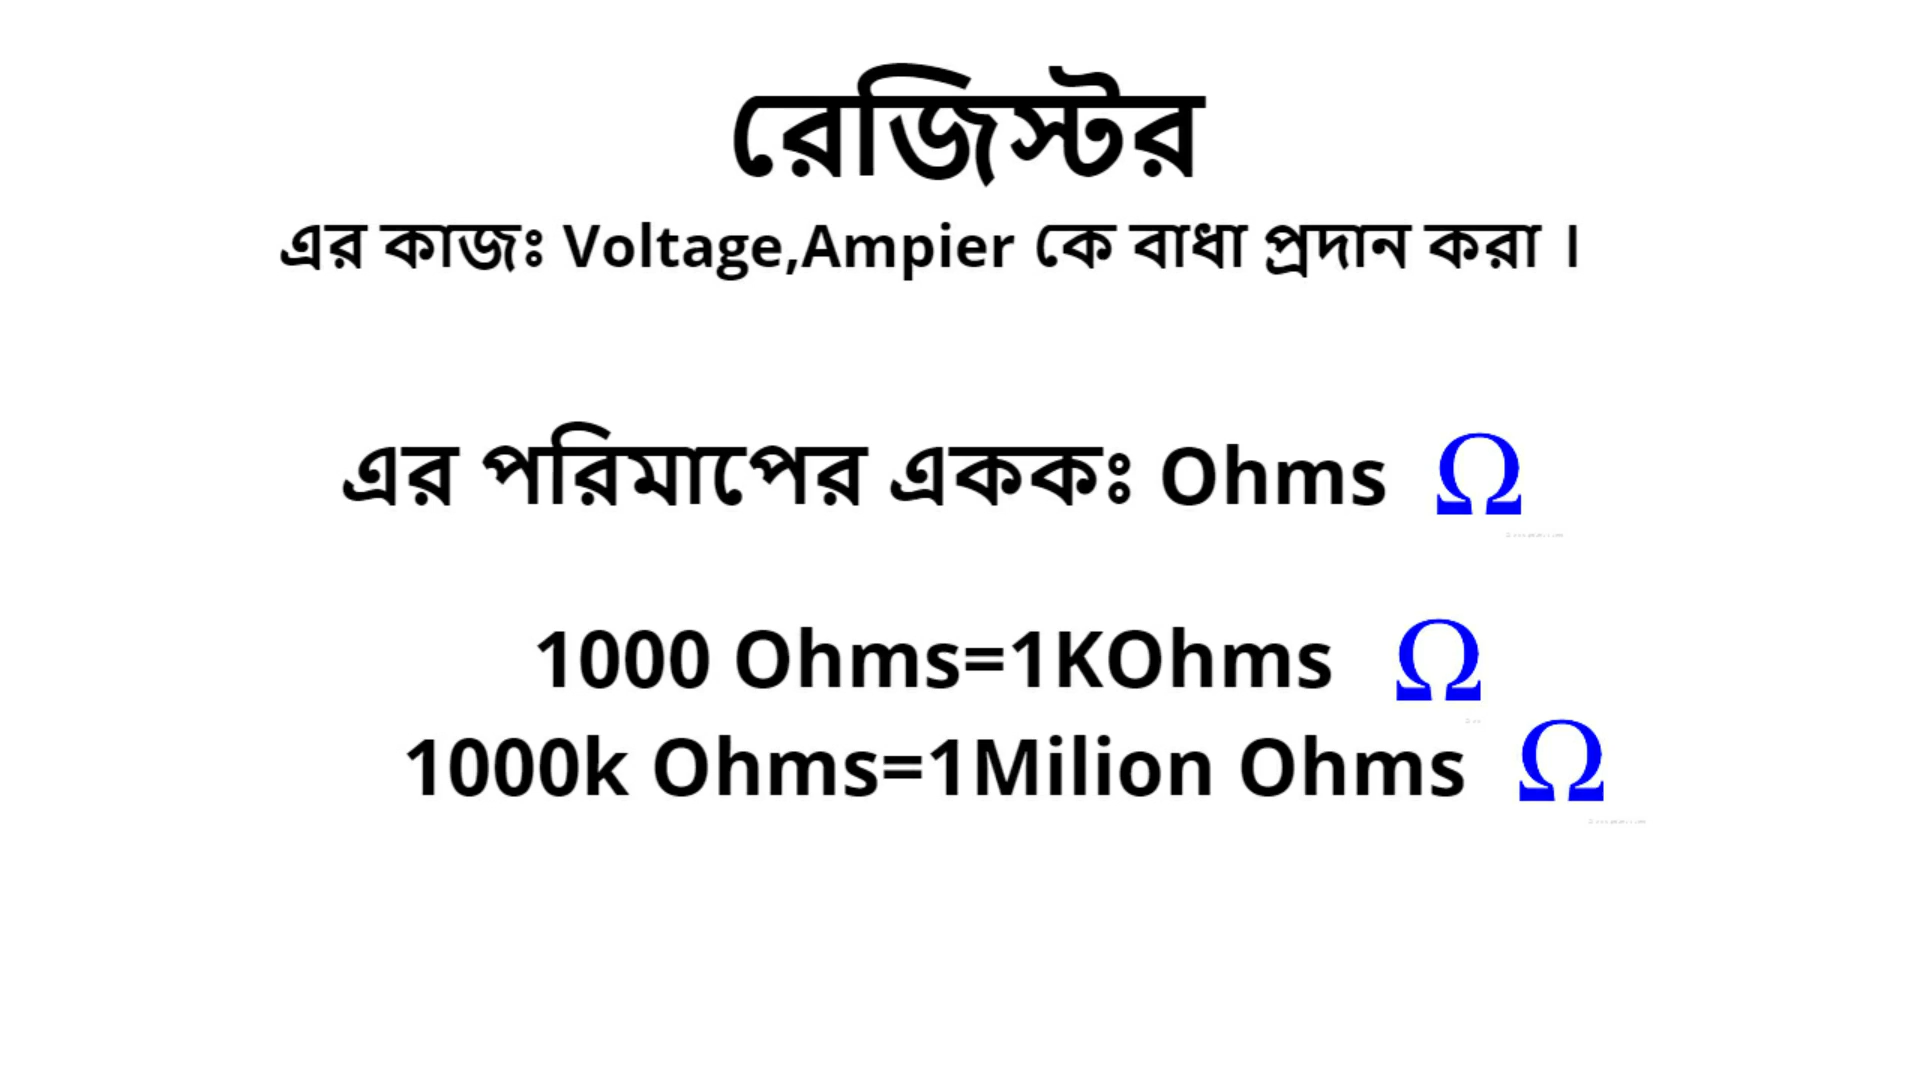 রেজিস্টর
এর কাজঃ Voltage,Ampier কে বাধা প্রদান করা ।
এর পরিমাপের এককঃ Ohms Ω
1000 Ohms=1KOhms Ω
1000k Ohms=1Milion Ohms Ω